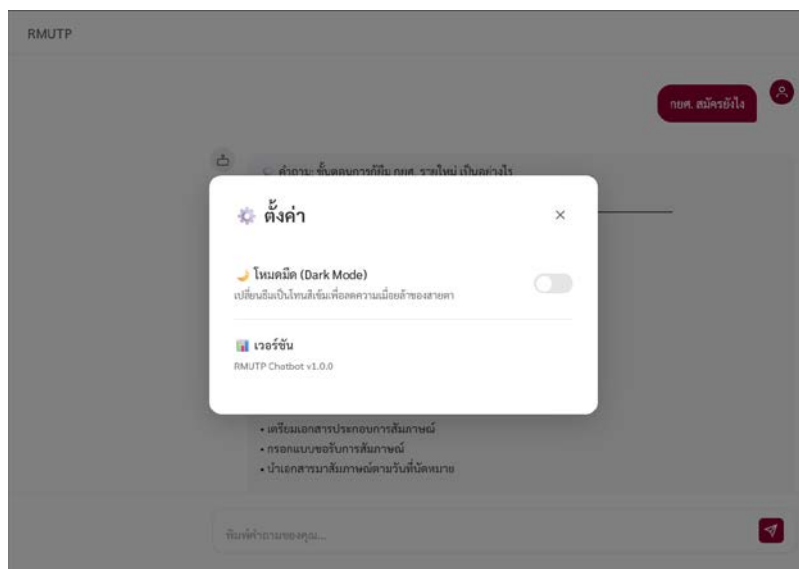 RMUTP
กยศ. สมัครยังไง
คำถาม: ขั้นตอนการกู้ยืม กยศ. รายใหม่ เป็นอย่างไร
ตั้งค่า
โหมดมืด (Dark Mode)
เปลี่ยนธีมเป็นโทนสีเข้มเพื่อลดความเมื่อยล้าของสายตา
เวอร์ชัน
RMUTP Chatbot v1.0.0
• เตรียมเอกสารประกอบการสัมภาษณ์
• กรอกแบบขอรับการสัมภาษณ์
• นำเอกสารมาสัมภาษณ์ตามวันที่นัดหมาย
พิมพ์คำถามของคุณ...